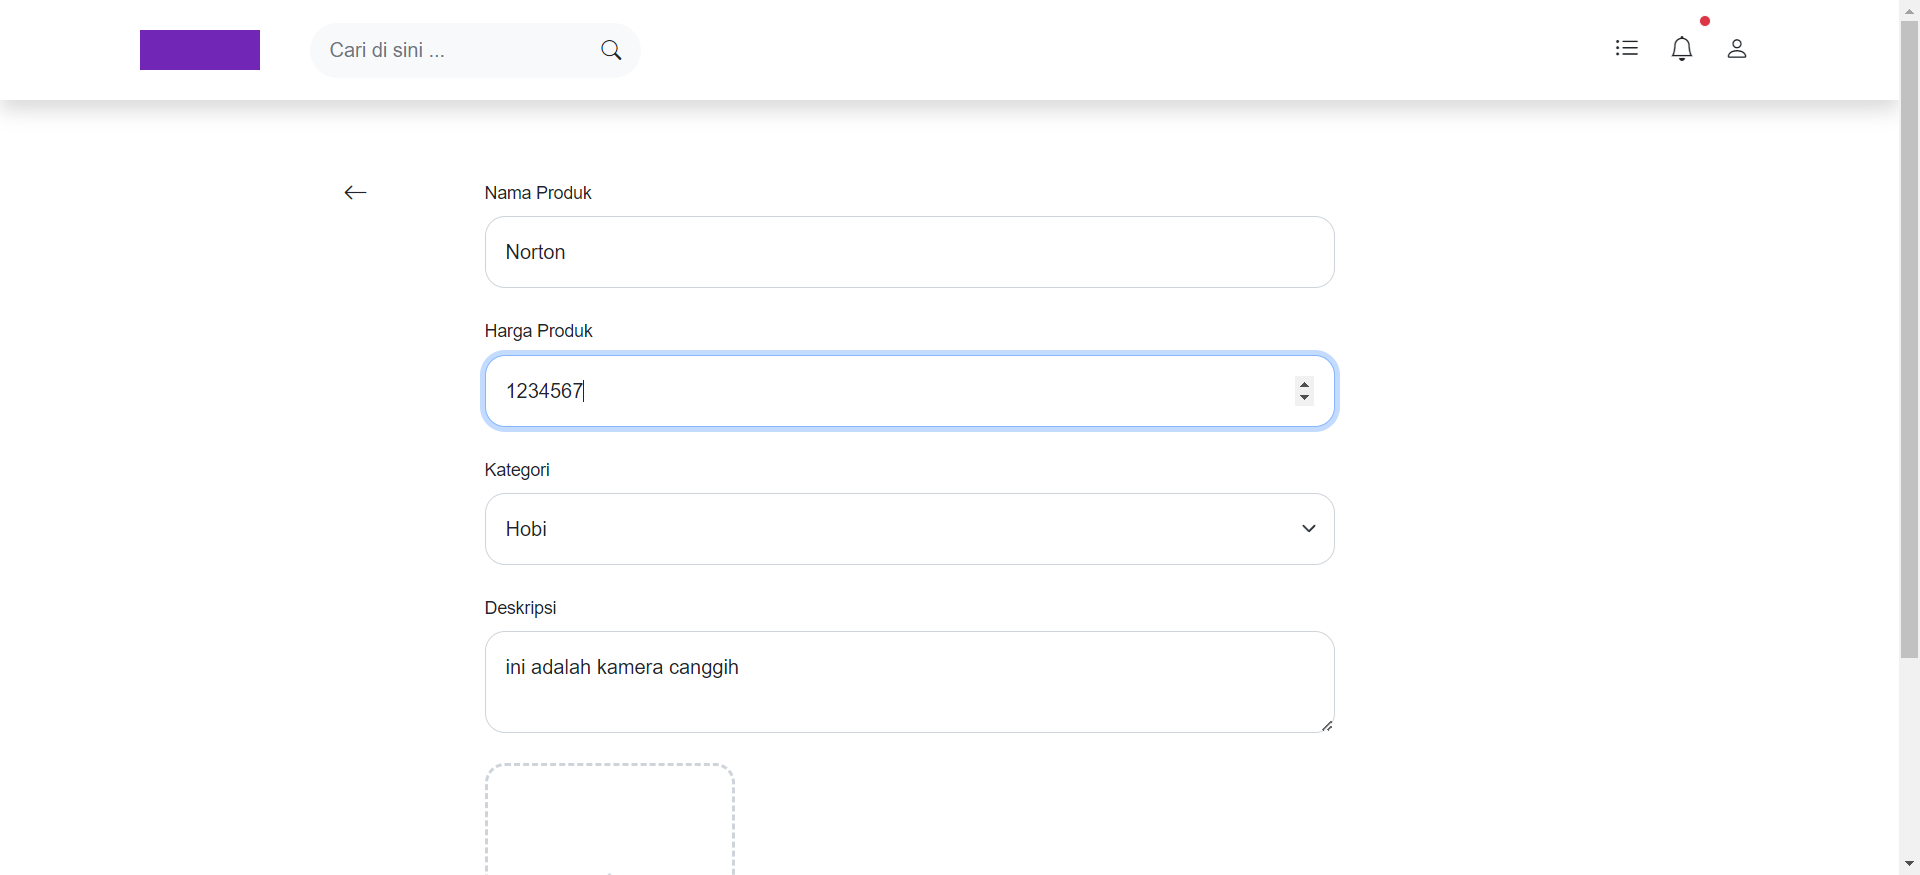 Cari di sini ...
Nama Produk
Norton
Harga Produk
1234567
Kategori
Hobi
Deskripsi
ini adalah kamera canggih